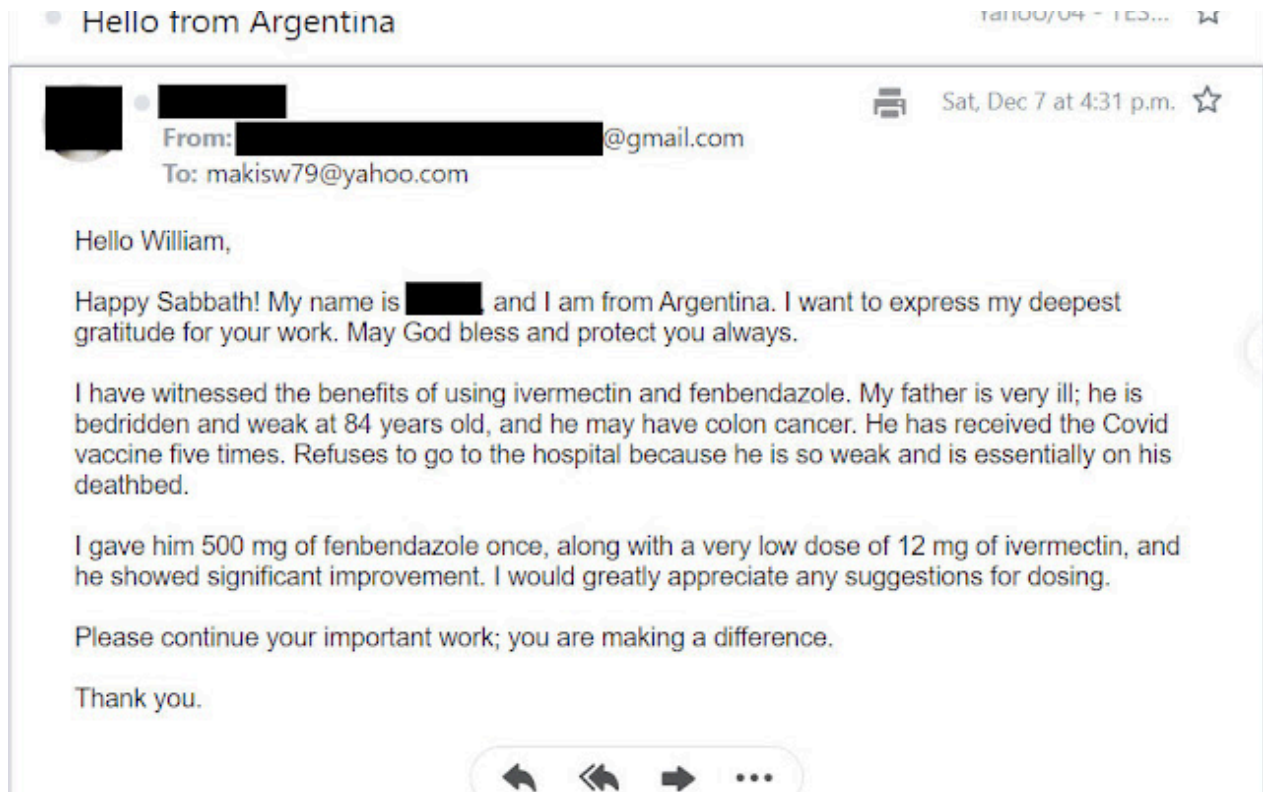 Hello from Argentina
Sat, Dec 7 at 4:31 p.m.
From: @gmail.com
To: makisw79@yahoo.com
Hello William,
Happy Sabbath! My name is , and I am from Argentina. I want to express my deepest
gratitude for your work. May God bless and protect you always.
I have witnessed the benefits of using ivermectin and fenbendazole. My father is very ill; he is
bedridden and weak at 84 years old, and he may have colon cancer. He has received the Covid
vaccine five times. Refuses to go to the hospital because he is so weak and is essentially on his
deathbed.
I gave him 500 mg of fenbendazole once, along with a very low dose of 12 mg of ivermectin, and
he showed significant improvement. I would greatly appreciate any suggestions for dosing.
Please continue your important work; you are making a difference.
Thank you.